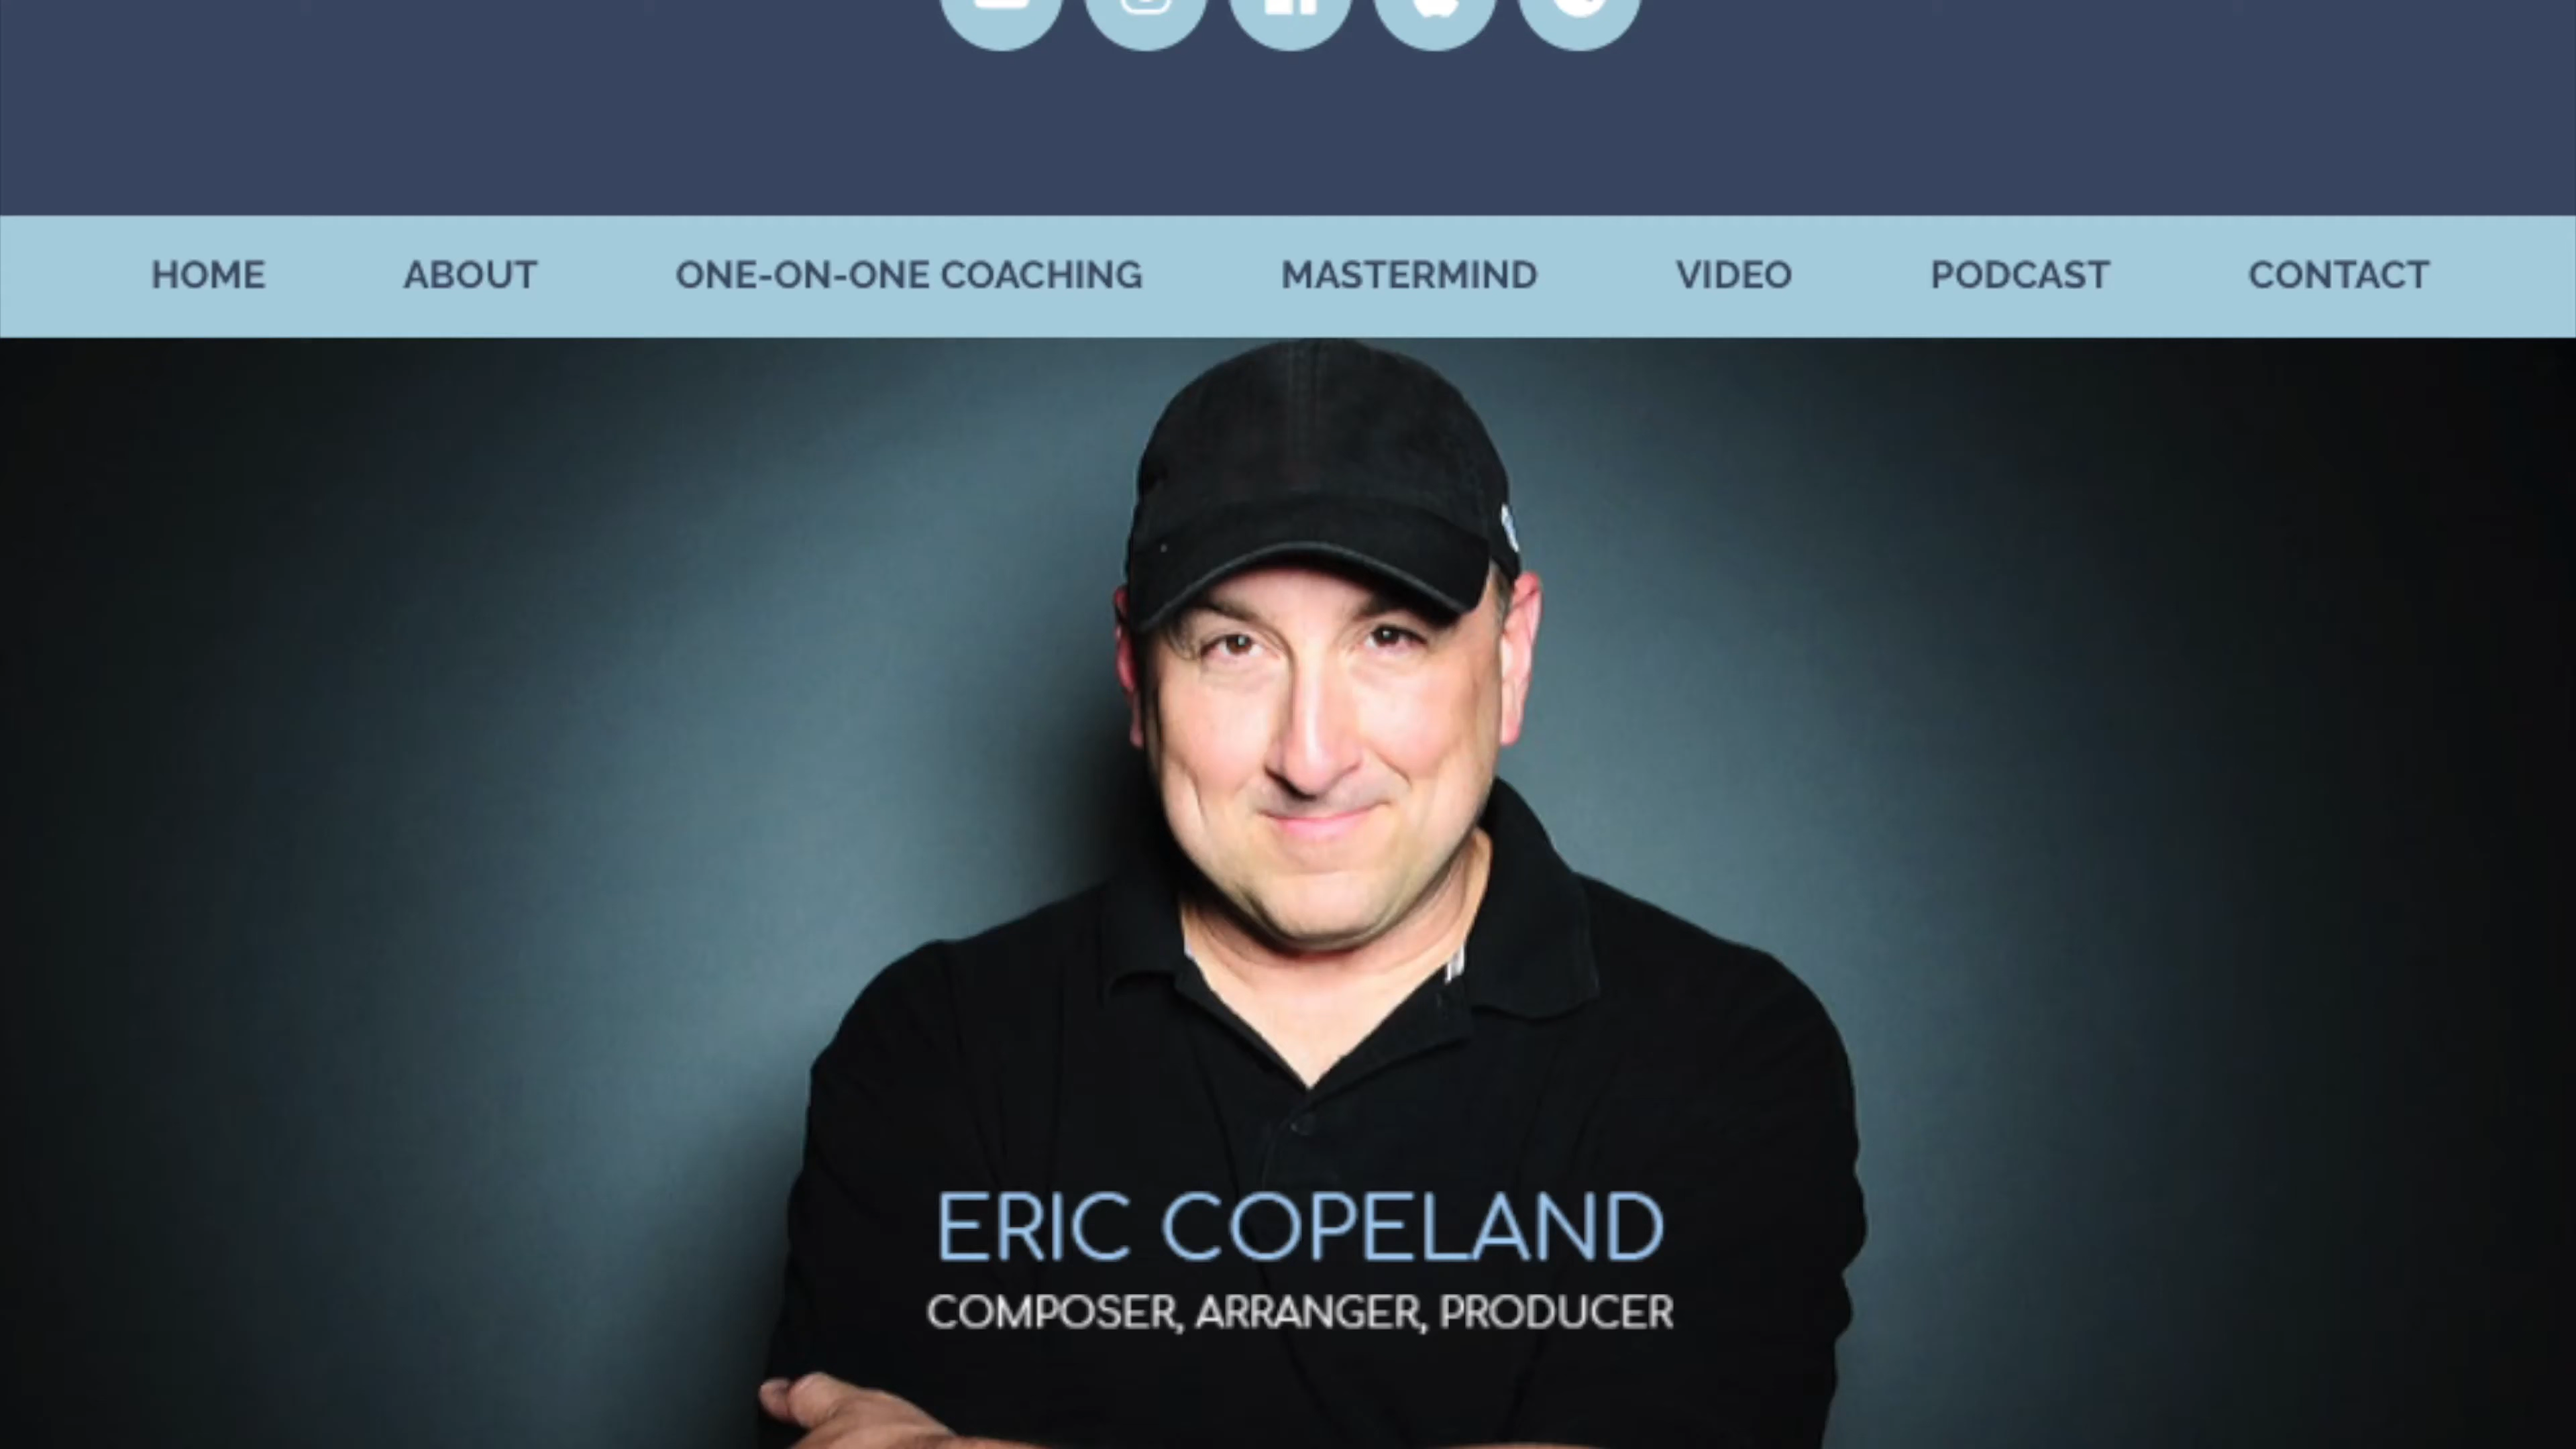 HOME ABOUT ONE-ON-ONE COACHING MASTERMIND VIDEO PODCAST CONTACT
ERIC COPELAND
COMPOSER, ARRANGER, PRODUCER